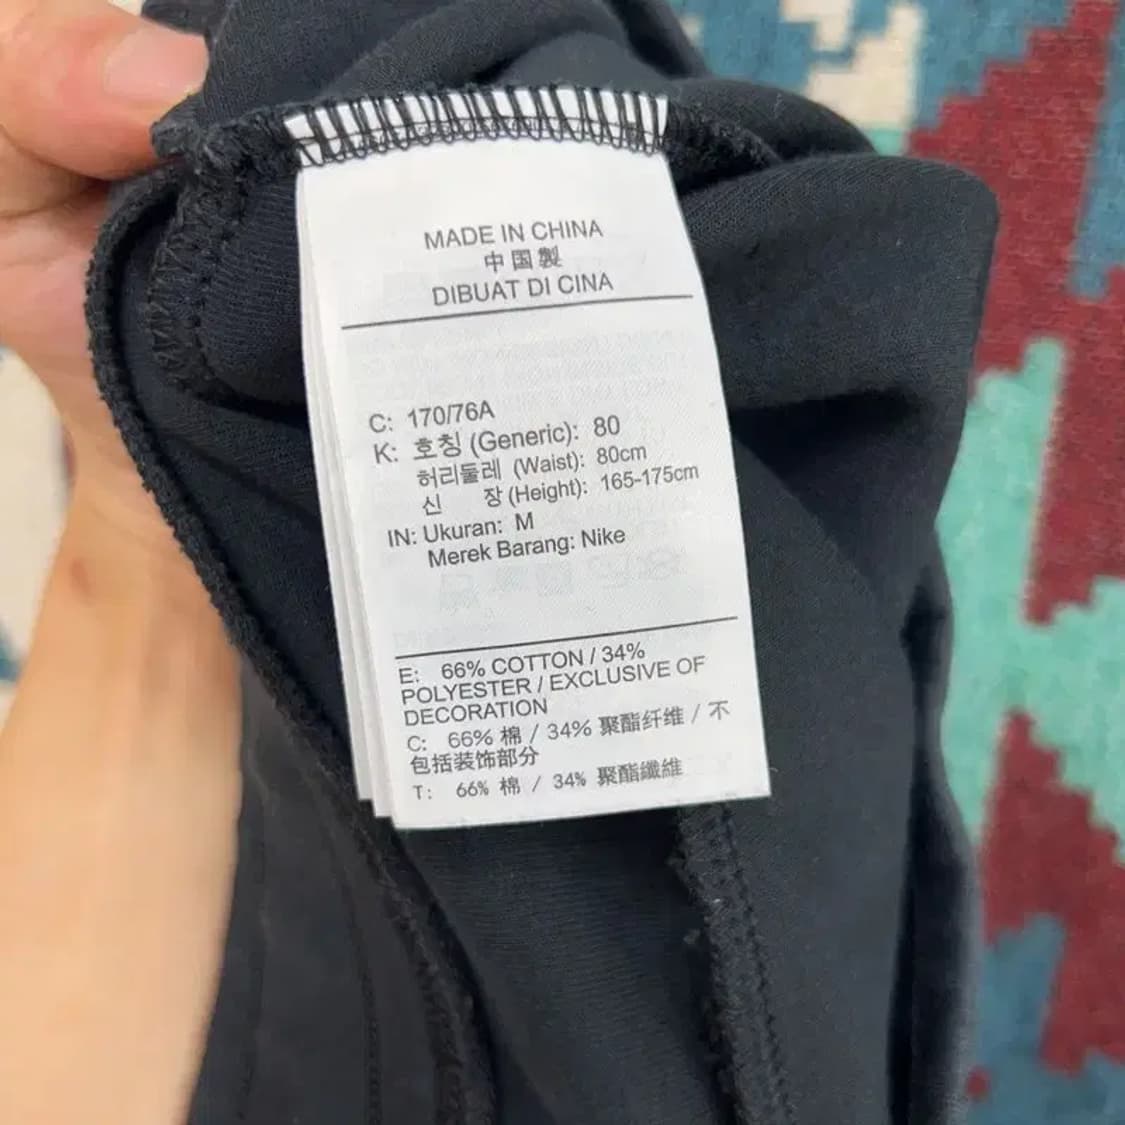 MADE IN CHINA
中国製
DIBUAT DI CINA
C: 170/76A
K: 호칭 (Generic): 80
허리둘레 (Waist): 80cm
신 장 (Height): 165-175cm
IN: Ukuran: M
Merek Barang: Nike
E: 66% COTTON / 34%
POLYESTER / EXCLUSIVE OF
DECORATION
C: 66% 棉 / 34% 聚酯纤维 / 不
包括装饰部分
T: 66% 棉 / 34% 聚酯纖維